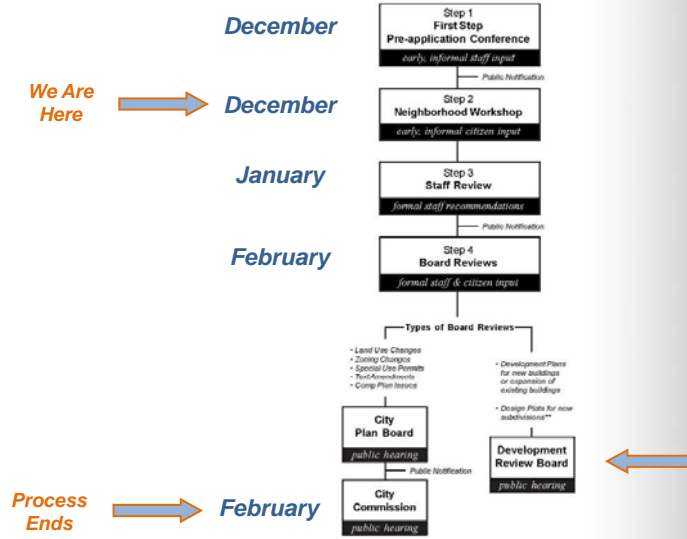 December
Step 1
First Step
Pre-application Conference
early, informal staff input
Public Notification
We Are
Here
December
Step 2
Neighborhood Workshop
early, informal citizen input
January
Step 3
Staff Review
formal staff recommendations
Public Notification
February
Step 4
Board Reviews
formal staff & citizen input
Types of Board Reviews
• Land Use Changes
• Zoning Changes
• Special Use Permits
• Text Amendments
• Comp Plan Issues
• Development Plans
for new buildings
or expansion of
existing buildings
• Design Plats for new
subdivisions**
City
Plan Board
public hearing
Development
Review Board
public hearing
Public Notification
Process
Ends
February
City
Commission
public hearing